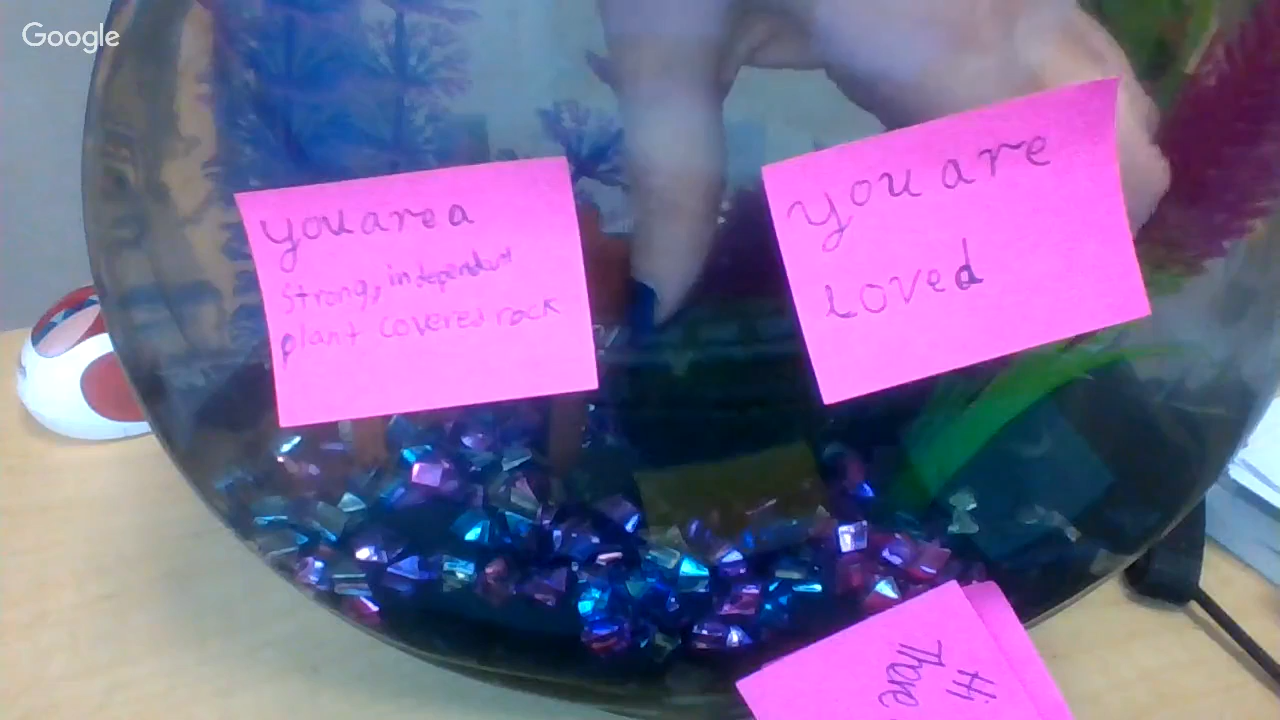 Google
you are a
Strong, independent
plant covered rock
you are
Loved
Hi
There